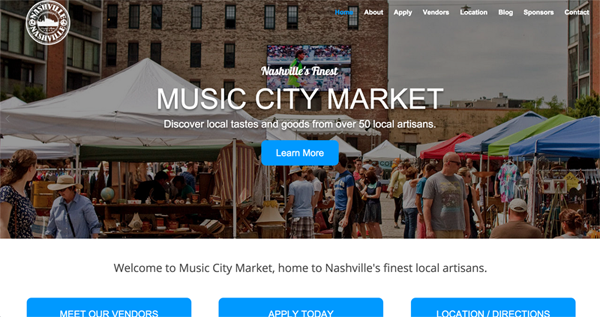 NASHVILLE
NASHVILLE
Home About Apply Vendors Location Blog Sponsors Contact
Nashville's Finest
MUSIC CITY MARKET
Discover local tastes and goods from over 50 local artisans.
Learn More
Welcome to Music City Market, home to Nashville's finest local artisans.
MEET OUR VENDORS APPLY TODAY LOCATION / DIRECTIONS